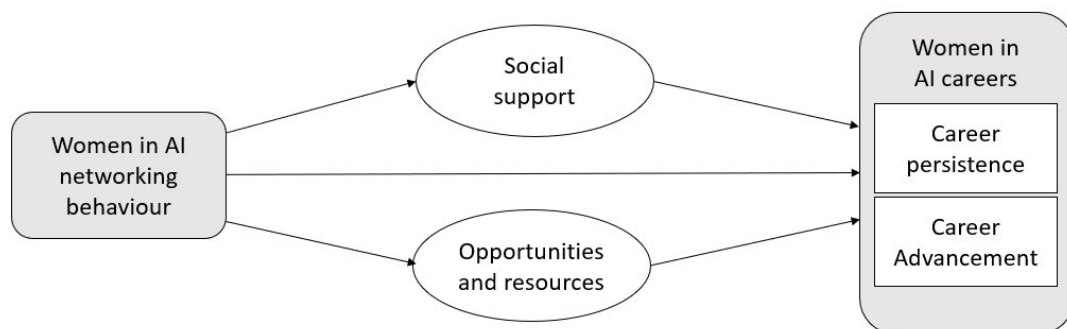 Women in AI
networking
behaviour
Social
support
Opportunities
and resources
Women in
AI careers
Career
persistence
Career
Advancement